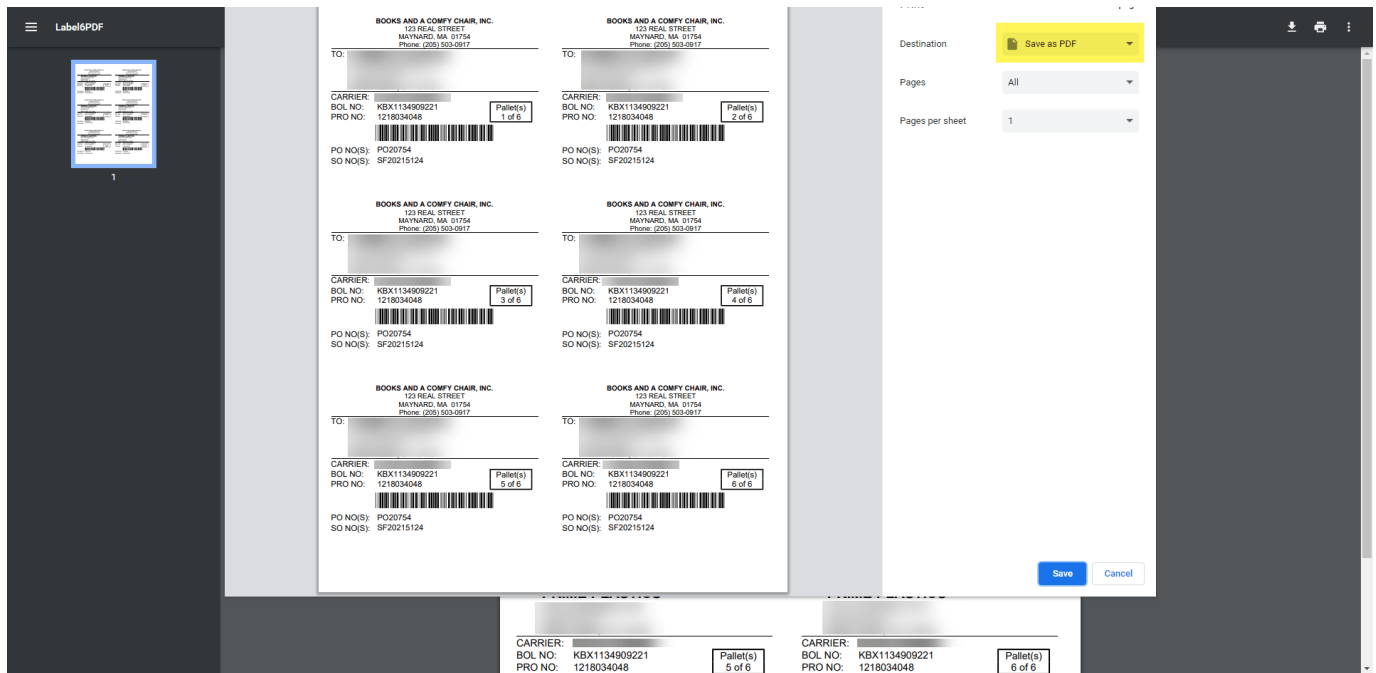 Label6PDF
1
BOOKS AND A COMFY CHAIR, INC.
123 REAL STREET
MAYNARD, MA 01754
Phone: (205) 503-0917
TO:
CARRIER:
BOL NO: KBX1134909221
PRO NO: 1218034048
Pallet(s)
1 of 6
PO NO(S): PO20754
SO NO(S): SF20215124
BOOKS AND A COMFY CHAIR, INC.
123 REAL STREET
MAYNARD, MA 01754
Phone: (205) 503-0917
TO:
CARRIER:
BOL NO: KBX1134909221
PRO NO: 1218034048
Pallet(s)
2 of 6
PO NO(S): PO20754
SO NO(S): SF20215124
BOOKS AND A COMFY CHAIR, INC.
123 REAL STREET
MAYNARD, MA 01754
Phone: (205) 503-0917
TO:
CARRIER:
BOL NO: KBX1134909221
PRO NO: 1218034048
Pallet(s)
3 of 6
PO NO(S): PO20754
SO NO(S): SF20215124
BOOKS AND A COMFY CHAIR, INC.
123 REAL STREET
MAYNARD, MA 01754
Phone: (205) 503-0917
TO:
CARRIER:
BOL NO: KBX1134909221
PRO NO: 1218034048
Pallet(s)
4 of 6
PO NO(S): PO20754
SO NO(S): SF20215124
BOOKS AND A COMFY CHAIR, INC.
123 REAL STREET
MAYNARD, MA 01754
Phone: (205) 503-0917
TO:
CARRIER:
BOL NO: KBX1134909221
PRO NO: 1218034048
Pallet(s)
5 of 6
PO NO(S): PO20754
SO NO(S): SF20215124
BOOKS AND A COMFY CHAIR, INC.
123 REAL STREET
MAYNARD, MA 01754
Phone: (205) 503-0917
TO:
CARRIER:
BOL NO: KBX1134909221
PRO NO: 1218034048
Pallet(s)
6 of 6
PO NO(S): PO20754
SO NO(S): SF20215124
Destination
Save as PDF
Pages
All
Pages per sheet
1
Save
Cancel
CARRIER:
BOL NO: KBX1134909221
PRO NO: 1218034048
Pallet(s)
5 of 6
CARRIER:
BOL NO: KBX1134909221
PRO NO: 1218034048
Pallet(s)
6 of 6